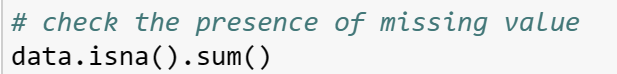 # check the presence of missing value
data.isna().sum()